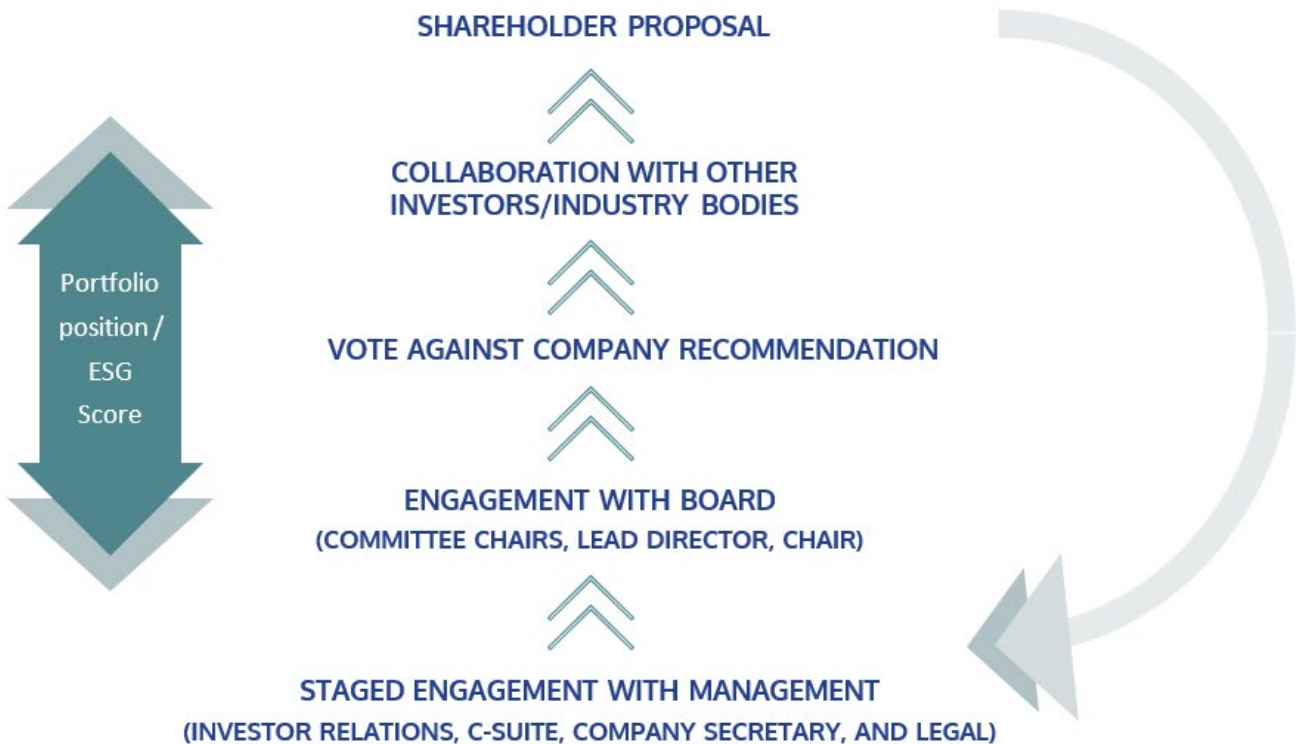 SHAREHOLDER PROPOSAL
COLLABORATION WITH OTHER
INVESTORS/INDUSTRY BODIES
Portfolio
position /
ESG
Score
VOTE AGAINST COMPANY RECOMMENDATION
ENGAGEMENT WITH BOARD
(COMMITTEE CHAIRS, LEAD DIRECTOR, CHAIR)
STAGED ENGAGEMENT WITH MANAGEMENT
(INVESTOR RELATIONS, C-SUITE, COMPANY SECRETARY, AND LEGAL)